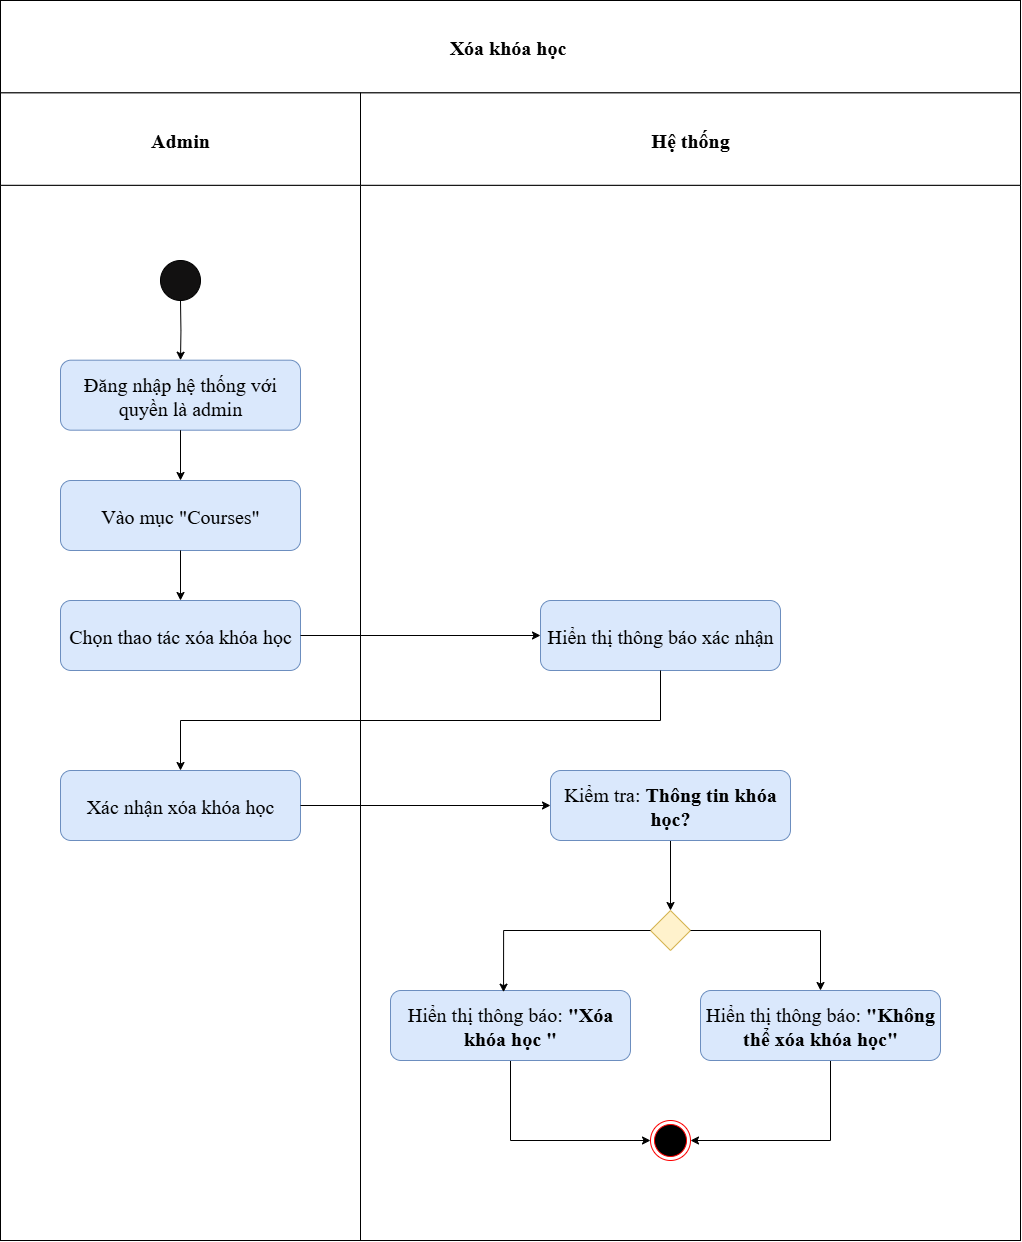 Xóa khóa học
Admin
Hệ thống
Đăng nhập hệ thống với
quyền là admin
Vào mục "Courses"
Chọn thao tác xóa khóa học
Hiển thị thông báo xác nhận
Xác nhận xóa khóa học
Kiểm tra: Thông tin khóa
học?
Hiển thị thông báo: "Xóa
khóa học "
Hiển thị thông báo: "Không
thể xóa khóa học"